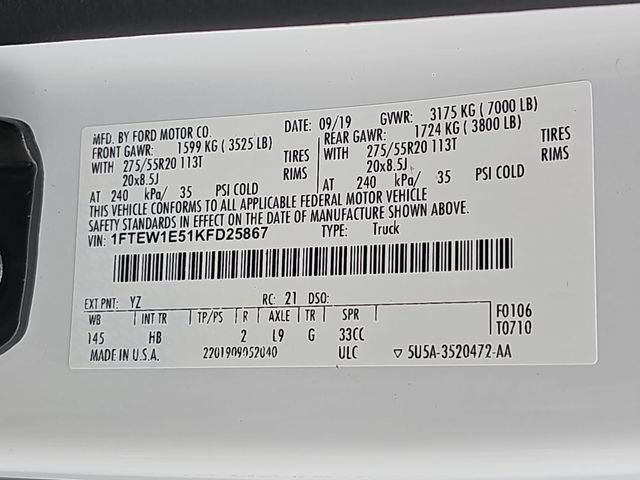 MFD. BY FORD MOTOR CO. DATE: 09/19 GVWR: 3175 KG ( 7000 LB)
FRONT GAWR: 1599 KG ( 3525 LB) REAR GAWR: 1724 KG ( 3800 LB)
WITH 275/55R20 113T TIRES WITH 275/55R20 113T TIRES
20x8.5J RIMS 20x8.5J RIMS
AT 240 kPa/ 35 PSI COLD AT 240 kPa/ 35 PSI COLD
THIS VEHICLE CONFORMS TO ALL APPLICABLE FEDERAL MOTOR VEHICLE
SAFETY STANDARDS IN EFFECT ON THE DATE OF MANUFACTURE SHOWN ABOVE.
VIN: 1FTEW1E51KFD25867 TYPE: Truck
EXT PNT: YZ RC: 21 DSO:
WB INT TR TP/PS R AXLE TR SPR F0106
145 HB 2 L9 G 33CC T0710
MADE IN U.S.A. 2201909052040 ULC ▽ 5U5A-3520472-AA